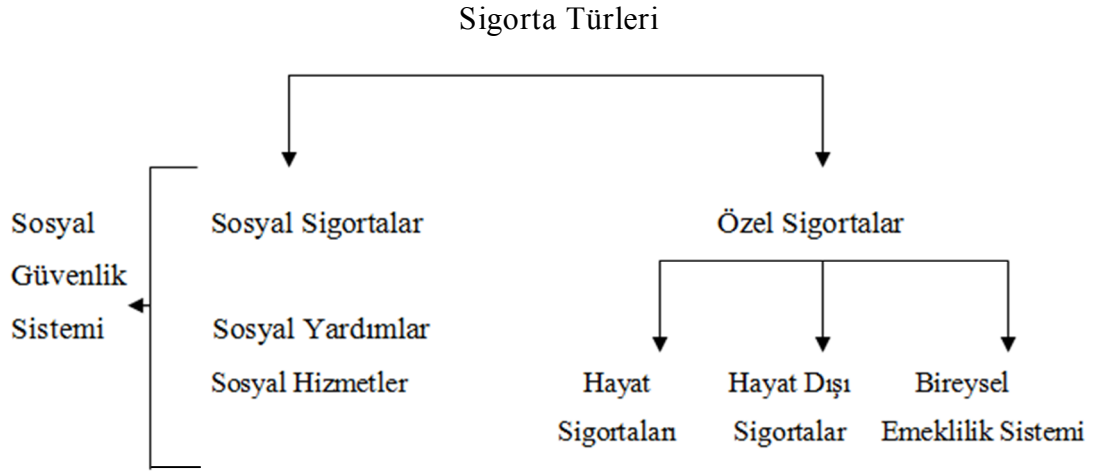 Sigorta Türleri
Sosyal Sigortalar
Özel Sigortalar
Sosyal
Güvenlik
Sistemi
Sosyal Yardımlar
Sosyal Hizmetler
Hayat
Sigortaları
Hayat Dışı
Sigortalar
Bireysel
Emeklilik Sistemi